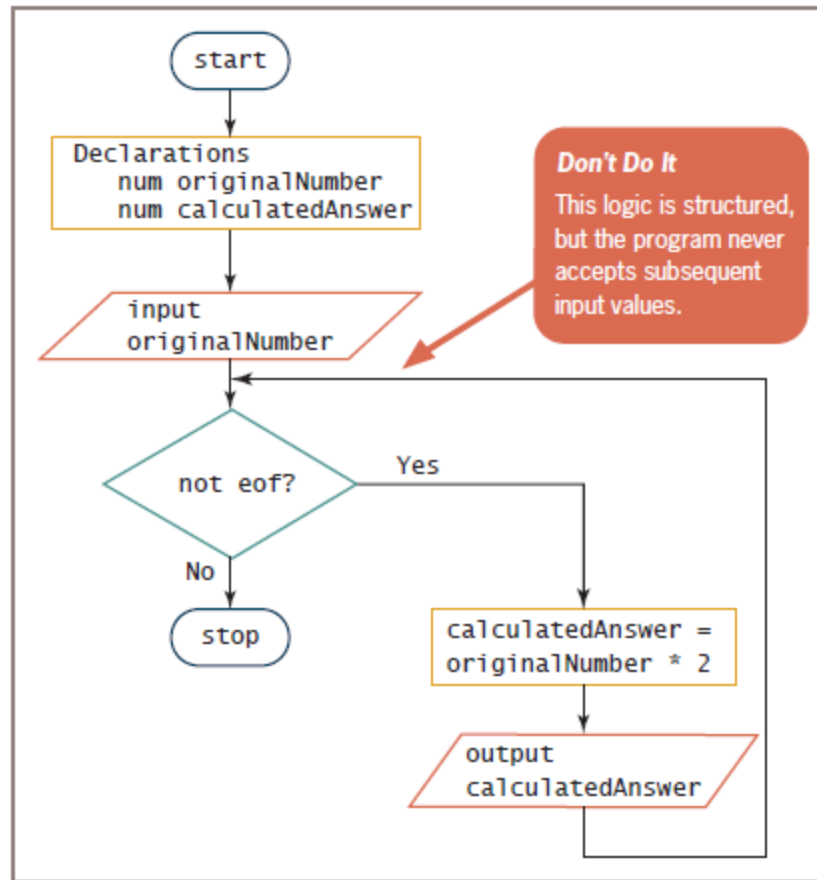 start
Declarations
num originalNumber
num calculatedAnswer
Don't Do It
This logic is structured,
but the program never
accepts subsequent
input values.
input
originalNumber
not eof?
Yes
No
stop
calculatedAnswer =
originalNumber * 2
output
calculatedAnswer